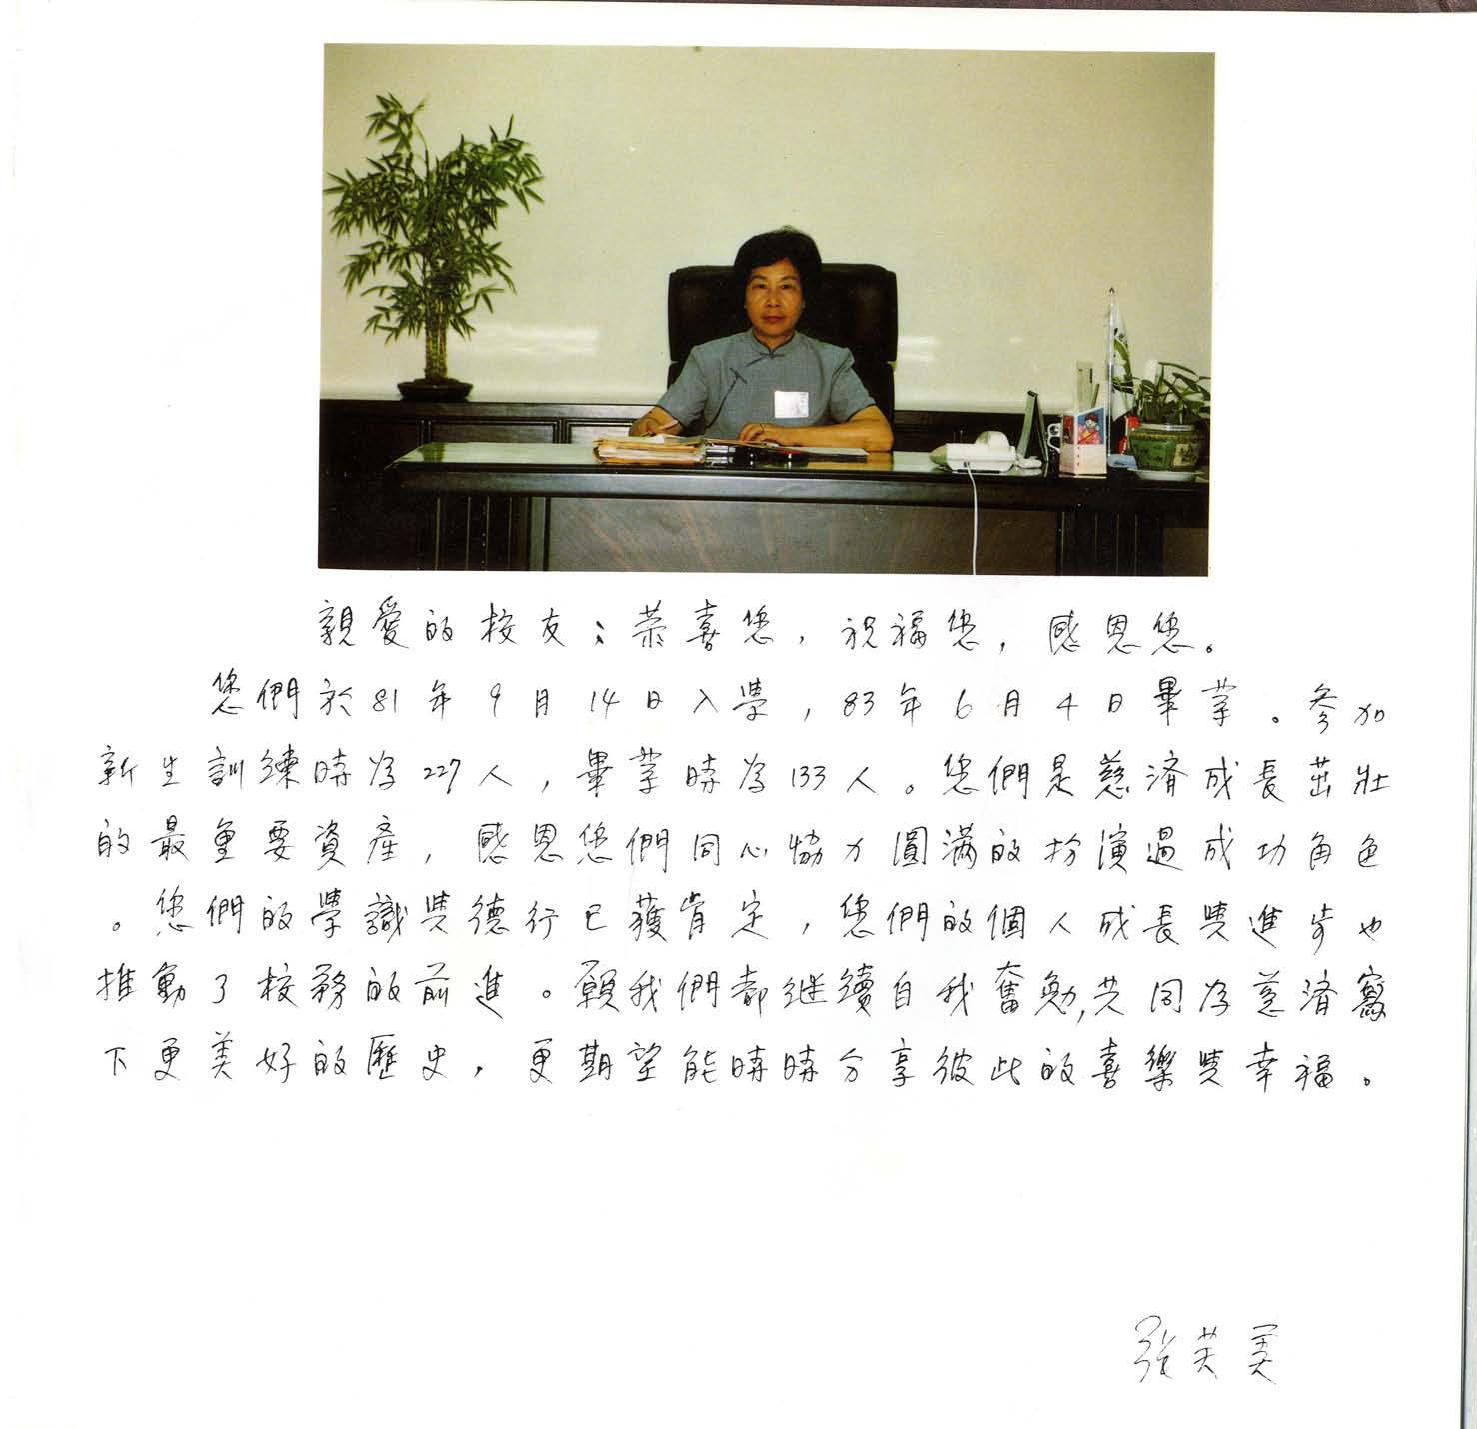 親愛的校友：恭喜您，祝福您，感恩您。
您們於81年9月14日入學，83年6月4日畢業。參加
新生訓練時為227人，畢業時為133人。您們是慈濟成長茁壯
的最重要資產，感恩您們同心協力圓滿的扮演過成功角色
。您們的學識與德行已獲肯定，您們的個人成長與進步也
推動了校務的前進。願我們都継續自我奮勉，共同為慈濟寫
下更美好的歷史，更期望能時時分享彼此的喜樂與幸福。
張芙美